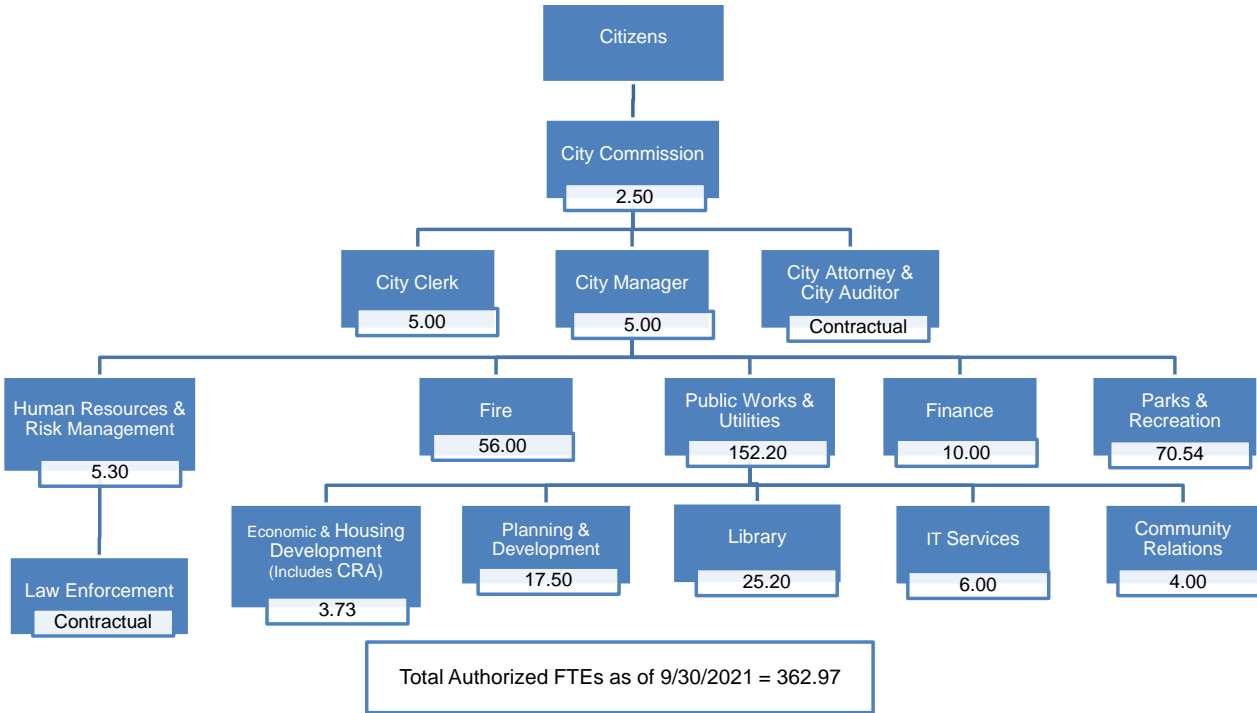 Citizens
City Commission
2.50
City Clerk
5.00
City Manager
5.00
City Attorney &
City Auditor
Contractual
Human Resources &
Risk Management
5.30
Fire
56.00
Public Works &
Utilities
152.20
Finance
10.00
Parks &
Recreation
70.54
Law Enforcement
Contractual
Economic & Housing
Development
(Includes CRA)
3.73
Planning &
Development
17.50
Library
25.20
IT Services
6.00
Community
Relations
4.00
Total Authorized FTEs as of 9/30/2021 = 362.97